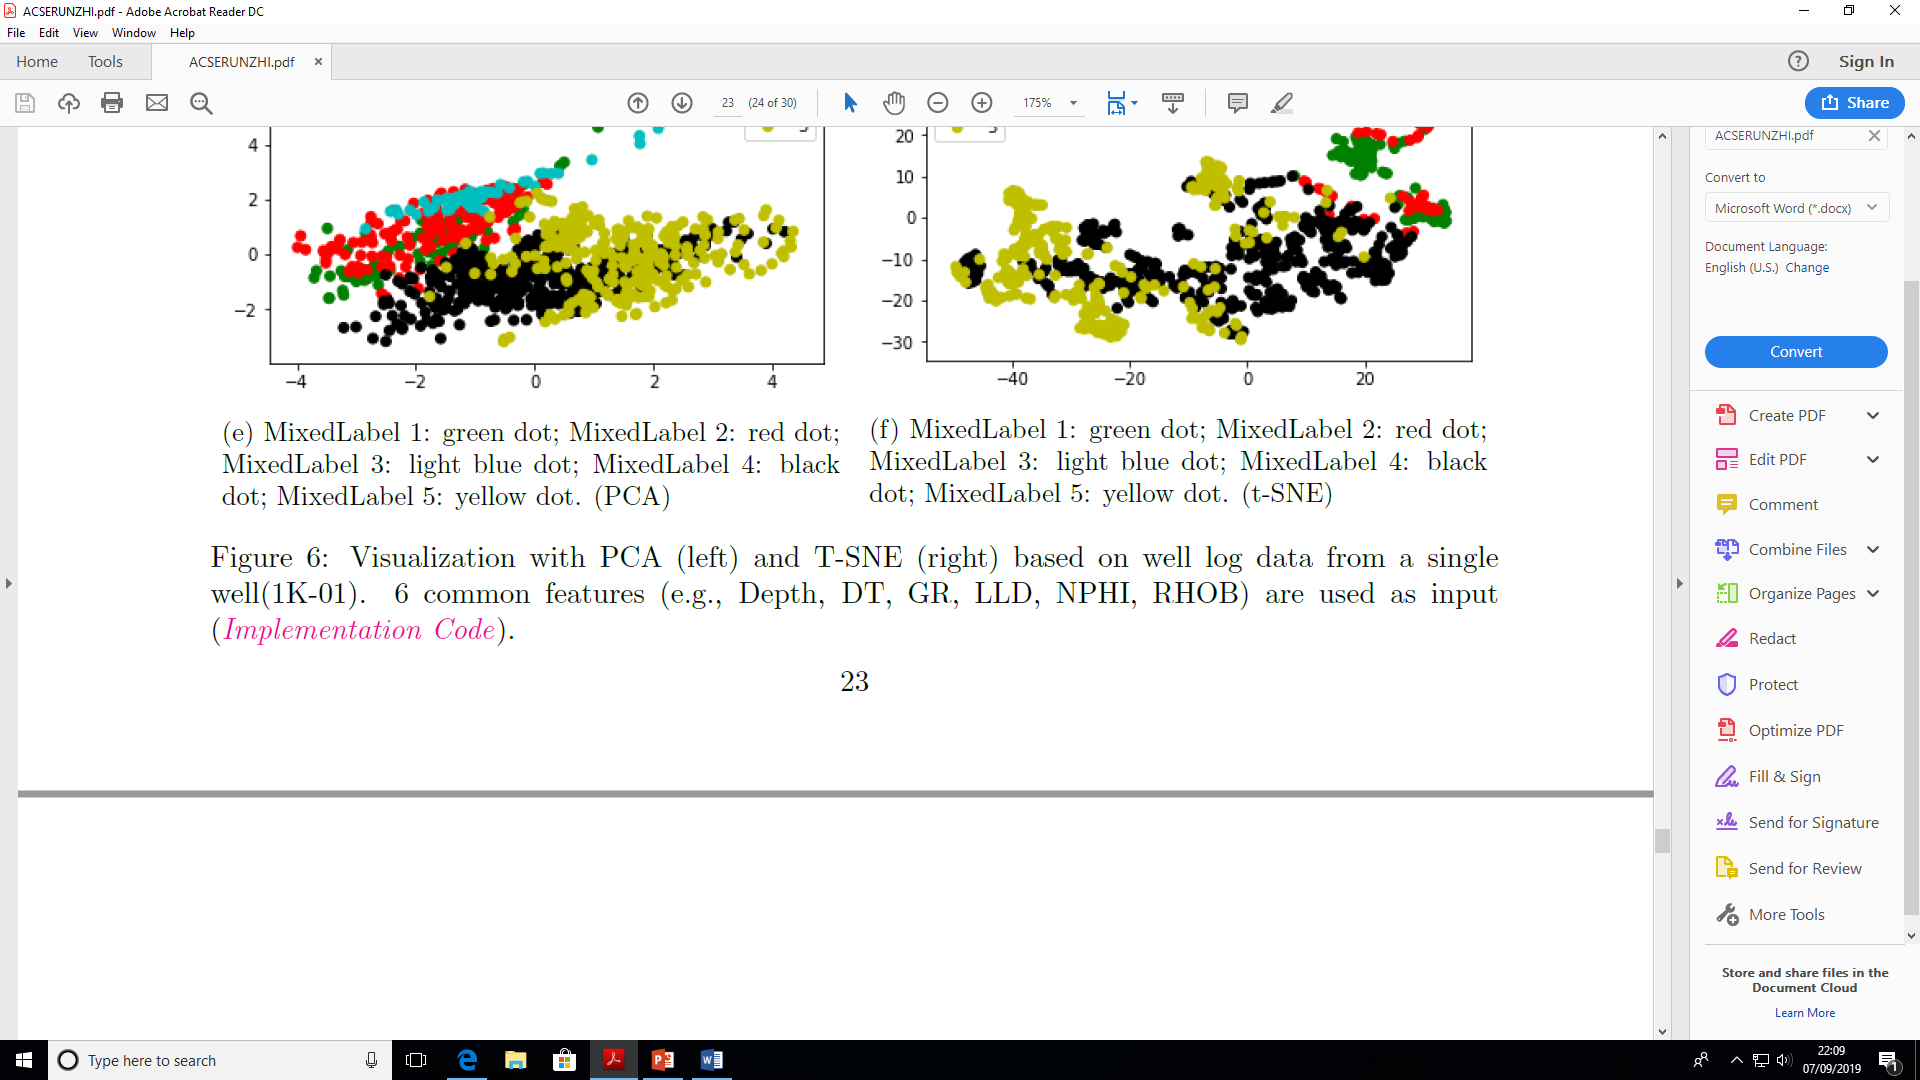 ACSERUNZHI.pdf - Adobe Acrobat Reader DC
File Edit View Window Help
Home Tools ACSERUNZHI.pdf × Sign In
23 (24 of 30) 175% Share
4
2
0
−2
−4 −2 0 2 4
20
10
0
−10
−20
−30
−40 −20 0 20
(e) MixedLabel 1: green dot; MixedLabel 2: red dot;
MixedLabel 3: light blue dot; MixedLabel 4: black
dot; MixedLabel 5: yellow dot. (PCA)
(f) MixedLabel 1: green dot; MixedLabel 2: red dot;
MixedLabel 3: light blue dot; MixedLabel 4: black
dot; MixedLabel 5: yellow dot. (t-SNE)
Figure 6: Visualization with PCA (left) and T-SNE (right) based on well log data from a single
well(1K-01). 6 common features (e.g., Depth, DT, GR, LLD, NPHI, RHOB) are used as input
(Implementation Code).
23
ACSERUNZHI.pdf
Convert to
Microsoft Word (*.docx)
Document Language:
English (U.S.) Change
Convert
Create PDF
Edit PDF
Comment
Combine Files
Organize Pages
Redact
Protect
Optimize PDF
Fill & Sign
Send for Signature
Send for Review
More Tools
Store and share files in the
Document Cloud
Learn More
Type here to search
22:09
07/09/2019
1